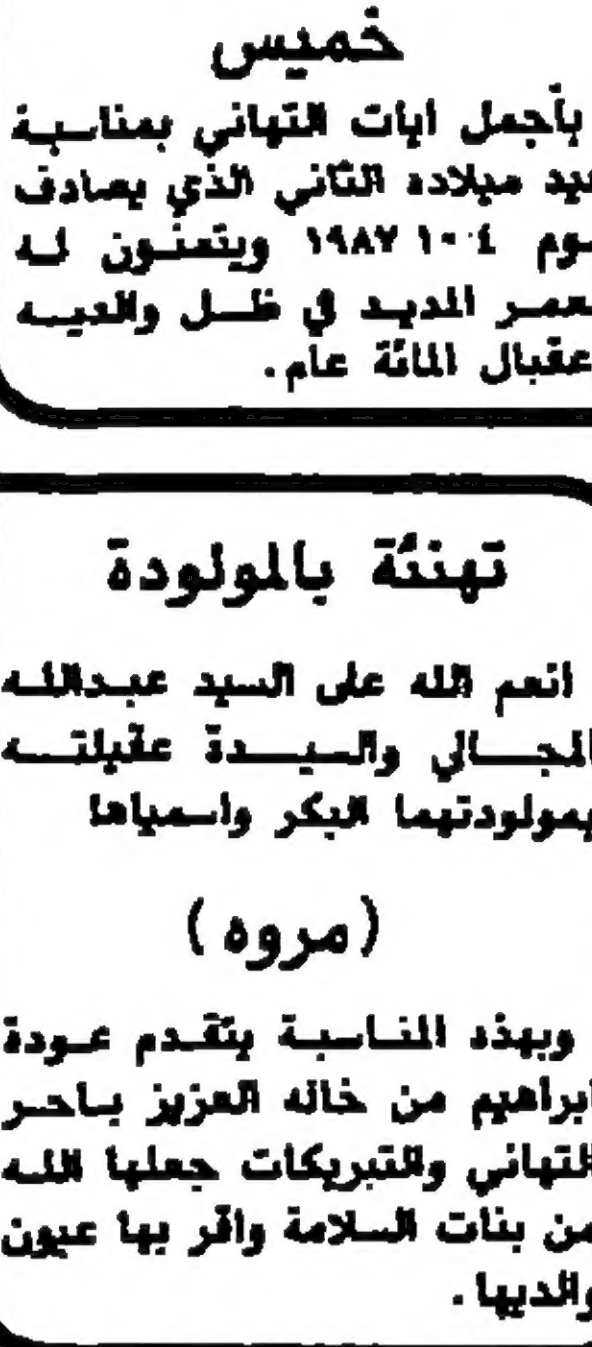 خميس
بأجمل ايات التهاني بمناسبة
عيد ميلاده الثاني الذي يصادف
يوم ٤ ١٠ ١٩٨٧ ويتمنون له
لعمر المديد في ظل والديه
عقبال المائة عام.
تهنئة بالمولودة
انعم الله على السيد عبدالله
المجالي والسيدة عقيلته
بمولودتهما البكر واسمياها
(مروه)
وبهذه المناسبة يتقدم عودة
ابراهيم من خاله العزيز باحر
التهاني والتبريكات جعلها الله
من بنات السلامة واقر بها عيون
والديها.